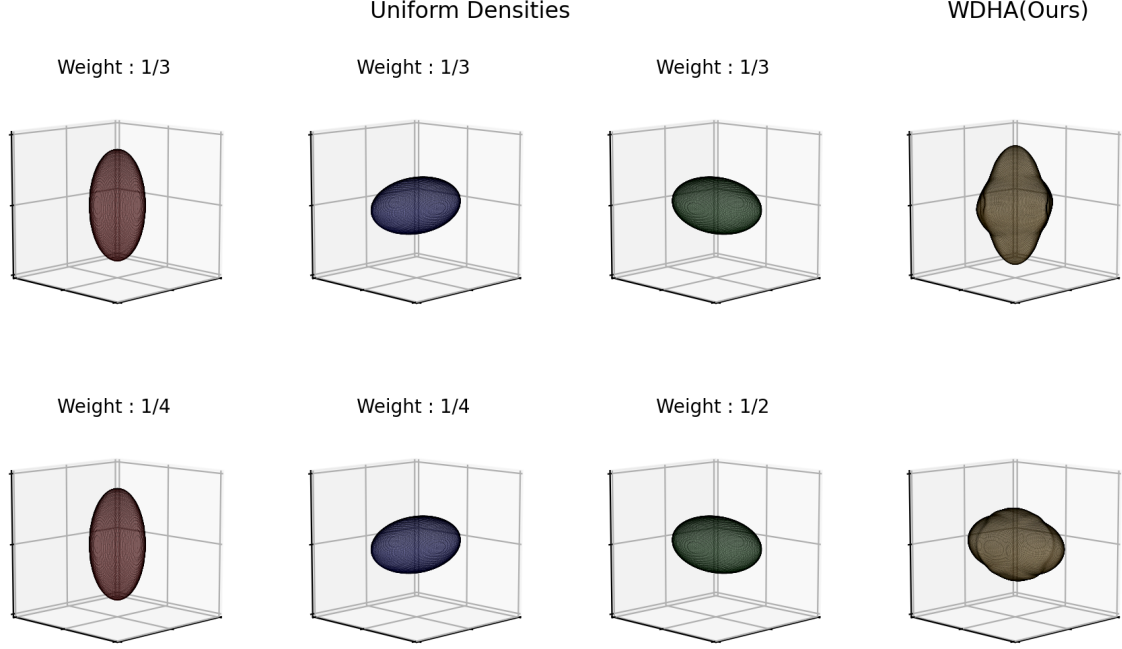 Uniform Densities
WDHA(Ours)
Weight : 1/3
Weight : 1/3
Weight : 1/3
Weight : 1/4
Weight : 1/4
Weight : 1/2